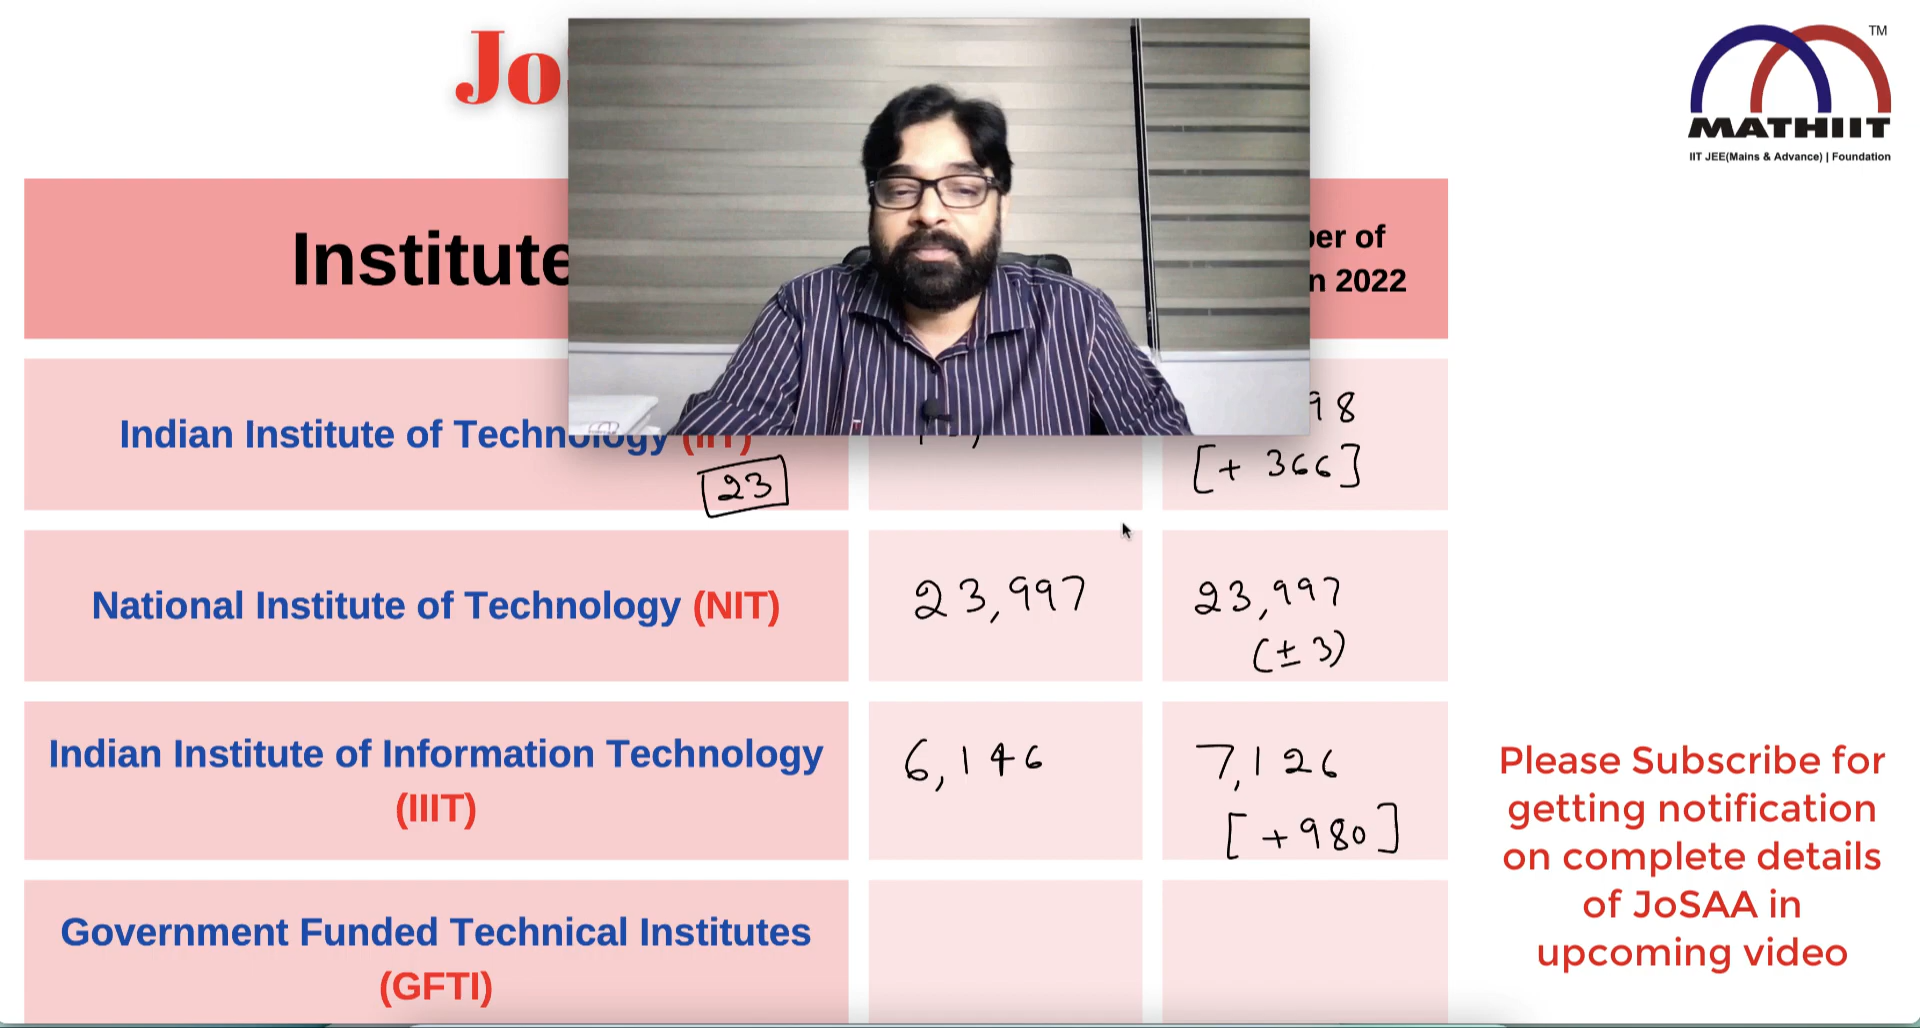 Jo
TM
MATHIIT
IIT JEE(Mains & Advance) | Foundation
Institute
of
n 2022
Indian Institute of Technology (IIT)
23
98
[+ 366]
National Institute of Technology (NIT)
23,997
23,997
(± 3)
Indian Institute of Information Technology
(IIIT)
6,146
7,126
[+980]
Government Funded Technical Institutes
(GFTI)
Please Subscribe for
getting notification
on complete details
of JoSAA in
upcoming video